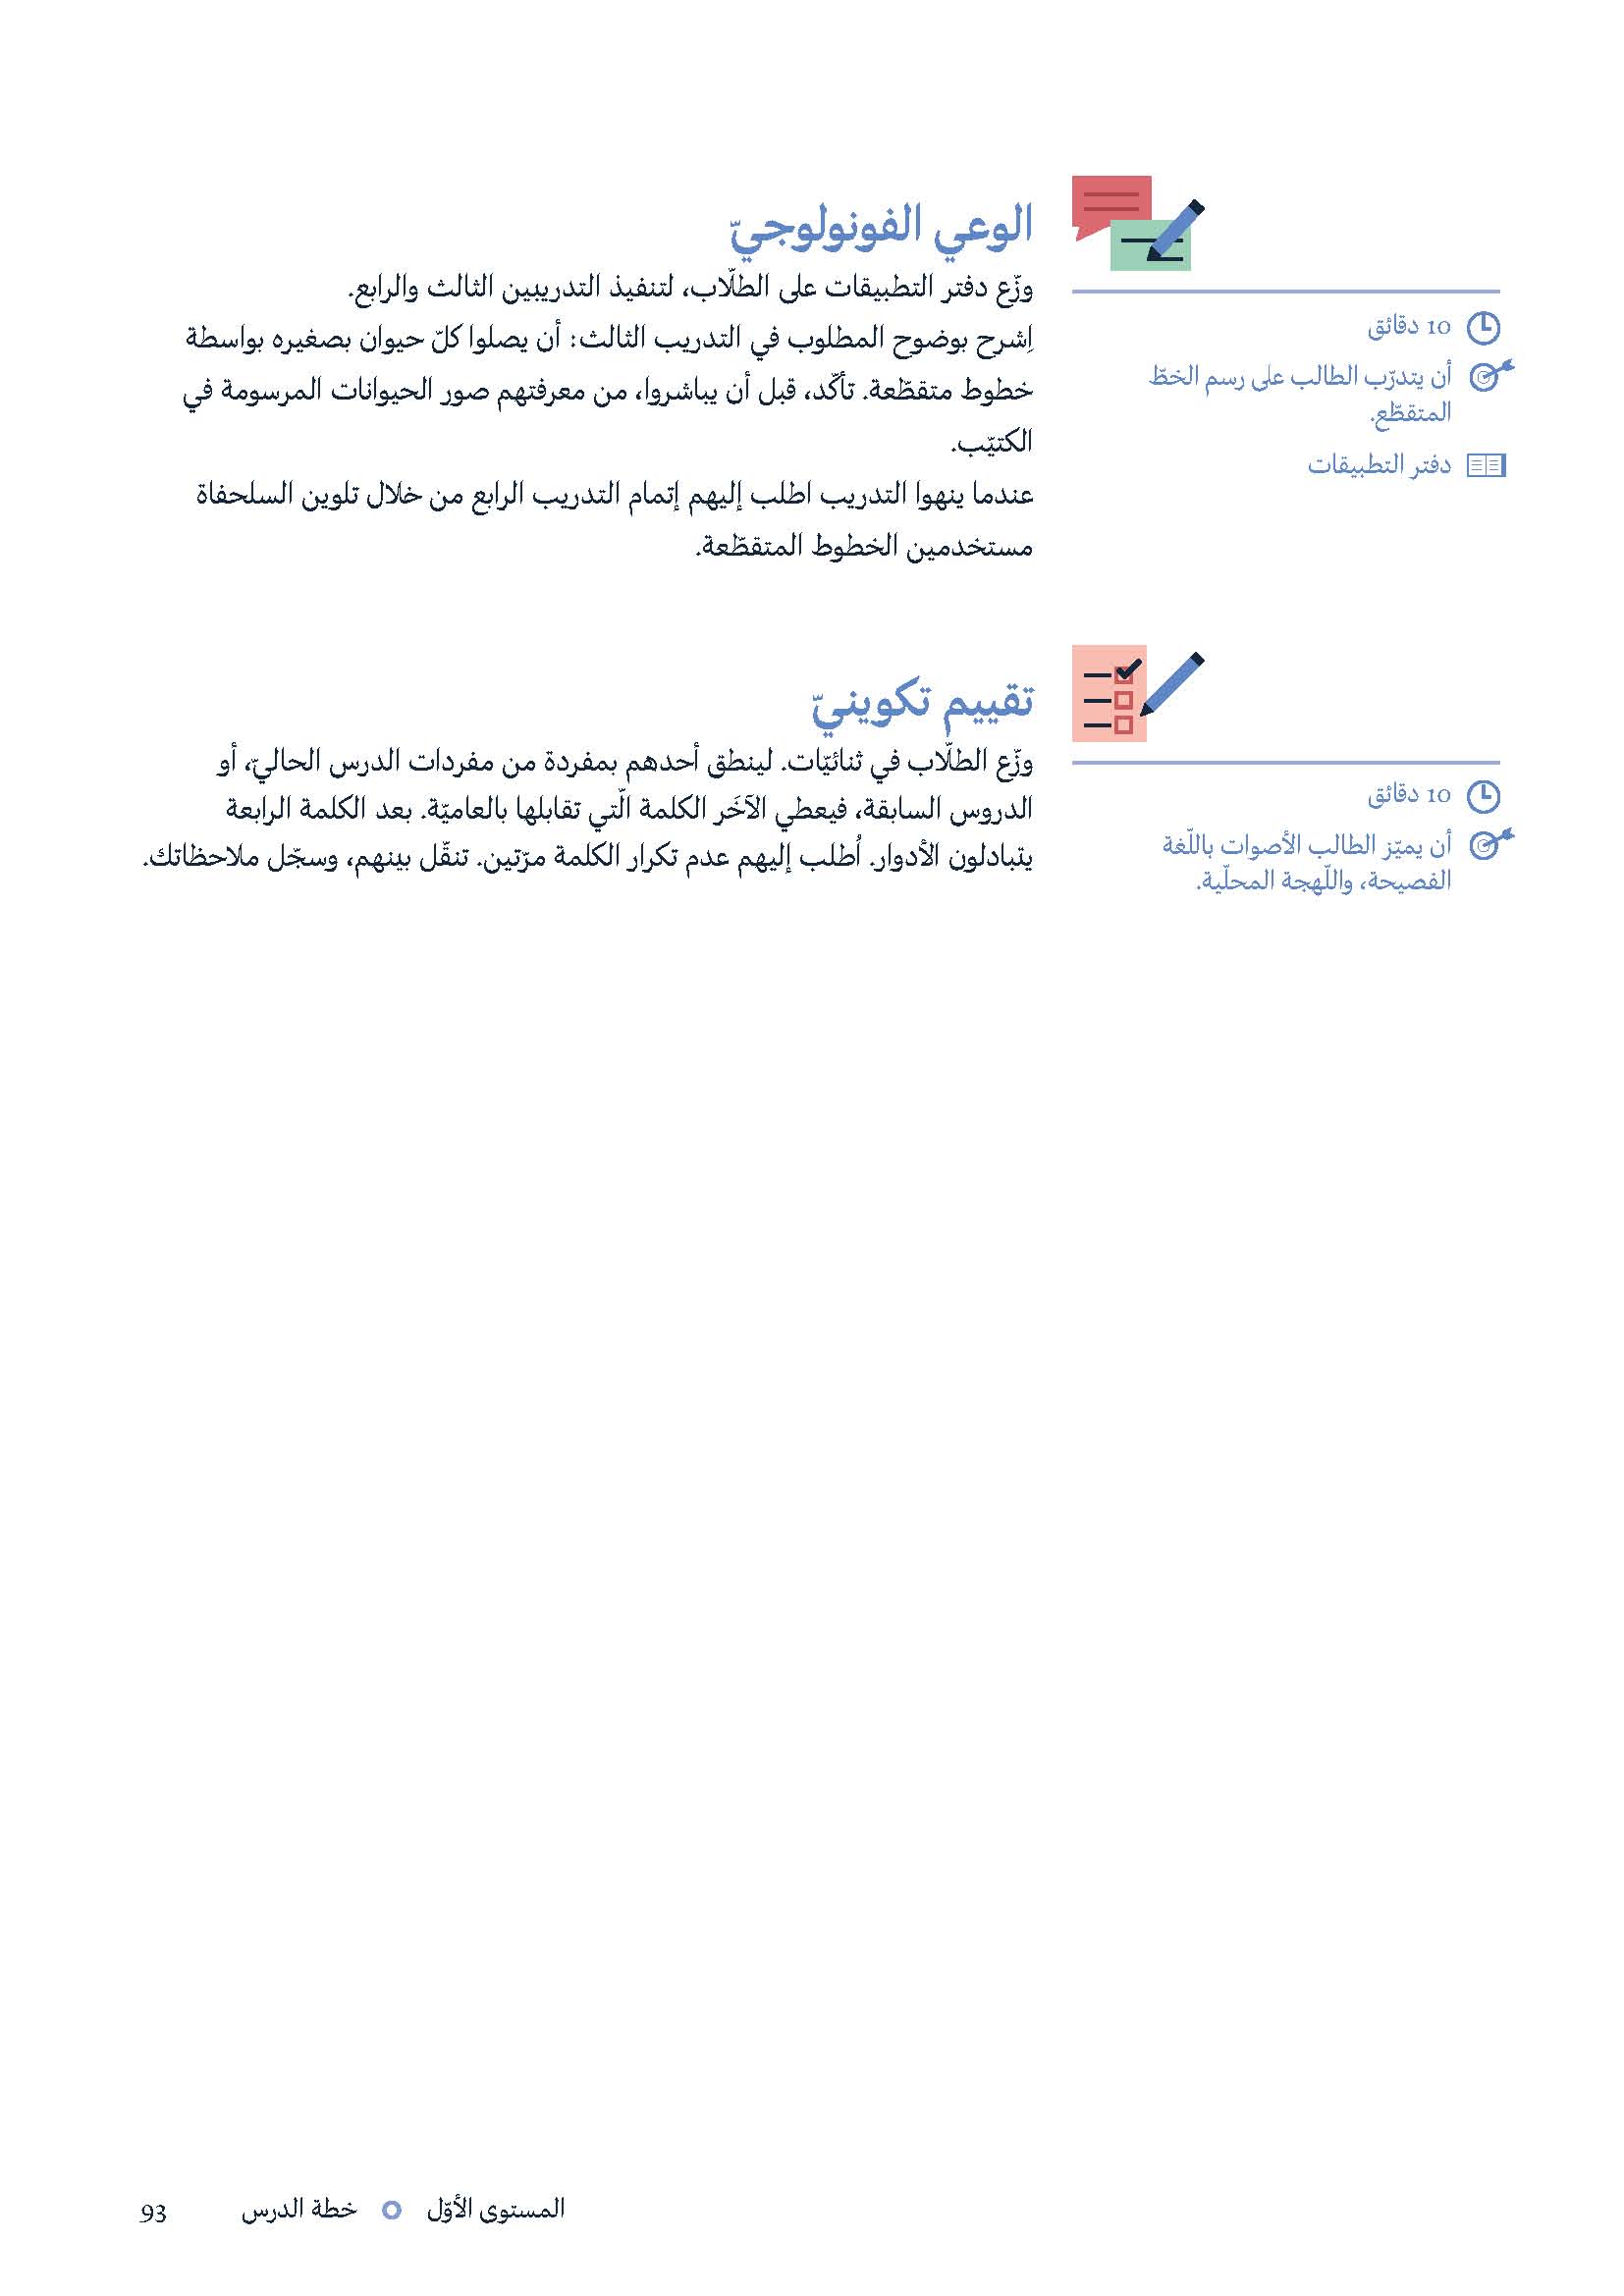 الوعي الفونولوجيّ
10 دقائق
أن يتدرّب الطالب على رسم الخطّ
المتقطّع.
دفتر التطبيقات
وزّع دفتر التطبيقات على الطلّاب، لتنفيذ التدريبين الثالث والرابع.
اِشرح بوضوح المطلوب في التدريب الثالث: أن يصلوا كلّ حيوان بصغيره بواسطة
خطوط متقطّعة. تأكّد، قبل أن يباشروا، من معرفتهم صور الحيوانات المرسومة في
الكتيّب.
عندما ينهوا التدريب اطلب إليهم إتمام التدريب الرابع من خلال تلوين السلحفاة
مستخدمين الخطوط المتقطّعة.
تقييم تكوينيّ
10 دقائق
أن يميّز الطالب الأصوات باللّغة
الفصيحة، واللّهجة المحلّية.
وزّع الطلّاب في ثنائيّات. لينطق أحدهم بمفردة من مفردات الدرس الحاليّ، أو
الدروس السابقة، فيعطي الآخَر الكلمة الّتي تقابلها بالعاميّة. بعد الكلمة الرابعة
يتبادلون الأدوار. اُطلب إليهم عدم تكرار الكلمة مرّتين. تنقّل بينهم، وسجّل ملاحظاتك.
المستوى الأوّل خطة الدرس 93